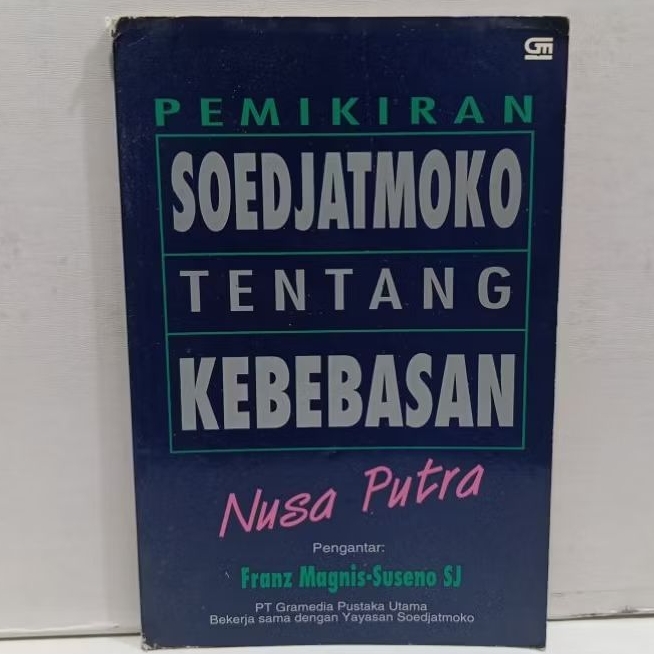 GM
PEMIKIRAN
SOEDJATMOKO
TENTANG
KEBEBASAN
Nusa Putra
Pengantar:
Franz Magnis-Suseno SJ
PT Gramedia Pustaka Utama
Bekerja sama dengan Yayasan Soedjatmoko